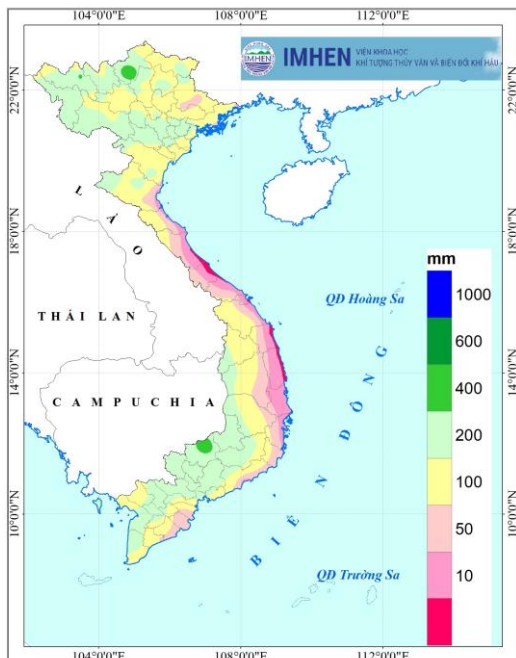 104°0'0"E 108°0'0"E 112°0'0"E
IMHEN
VIỆN KHOA HỌC
KHÍ TƯỢNG THỦY VĂN VÀ BIẾN ĐỔI KHÍ HẬU
22°0'0"N
22°0'0"N
LÀO
18°0'0"N
18°0'0"N
mm
1000
600
400
200
100
50
10
QĐ Hoàng Sa
THÁI LAN
14°0'0"N
14°0'0"N
CAMPUCHIA
BIỂN ĐÔNG
10°0'0"N
10°0'0"N
QĐ Trường Sa
104°0'0"E 108°0'0"E 112°0'0"E